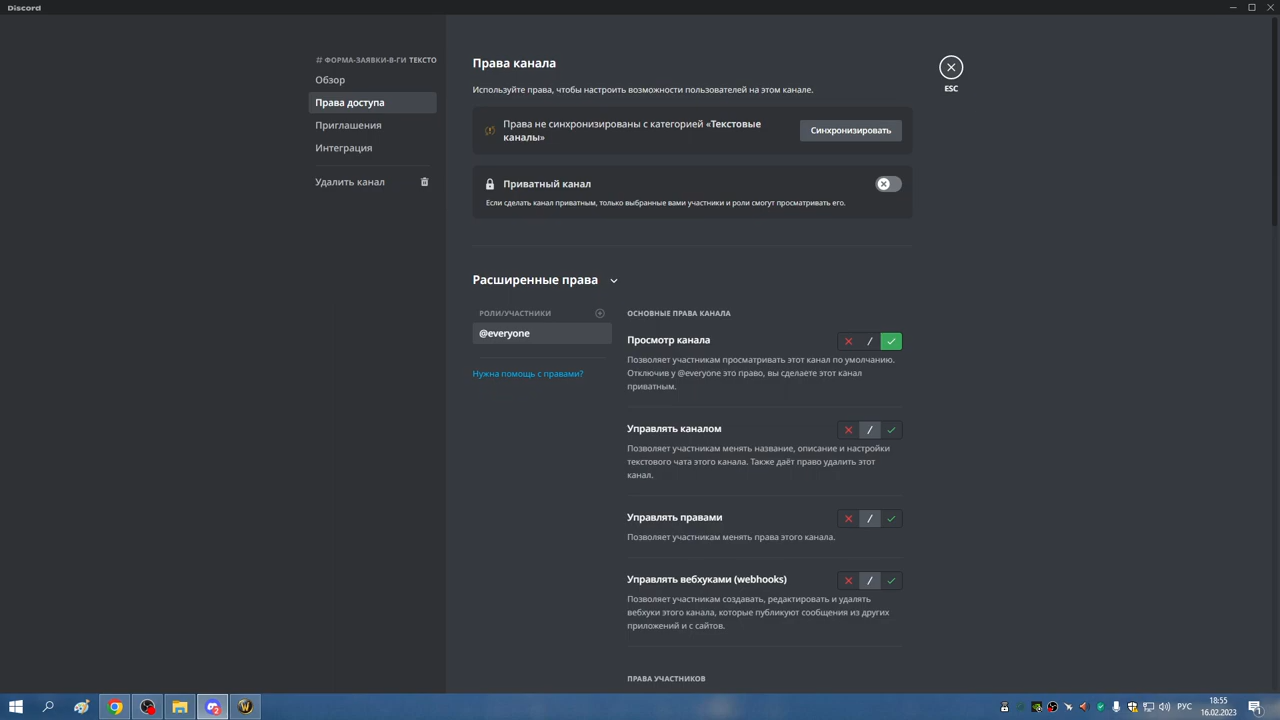 Discord
# ФОРМА-ЗАЯВКИ-В-ГИ ТЕКСТО
Обзор
Права доступа
Приглашения
Интеграция
Удалить канал
Права канала
ESC
Используйте права, чтобы настроить возможности пользователей на этом канале.
Права не синхронизированы с категорией «Текстовые
каналы»
Синхронизировать
Приватный канал
Если сделать канал приватным, только выбранные вами участники и роли смогут просматривать его.
Расширенные права
РОЛИ/УЧАСТНИКИ
@everyone
Нужна помощь с правами?
ОСНОВНЫЕ ПРАВА КАНАЛА
Просмотр канала
Позволяет участникам просматривать этот канал по умолчанию.
Отключив у @everyone это право, вы сделаете этот канал
приватным.
Управлять каналом
Позволяет участникам менять название, описание и настройки
текстового чата этого канала. Также даёт право удалить этот
канал.
Управлять правами
Позволяет участникам менять права этого канала.
Управлять вебхуками (webhooks)
Позволяет участникам создавать, редактировать и удалять
вебхуки этого канала, которые публикуют сообщения из других
приложений и с сайтов.
ПРАВА УЧАСТНИКОВ
РУС
18:55
16.02.2023